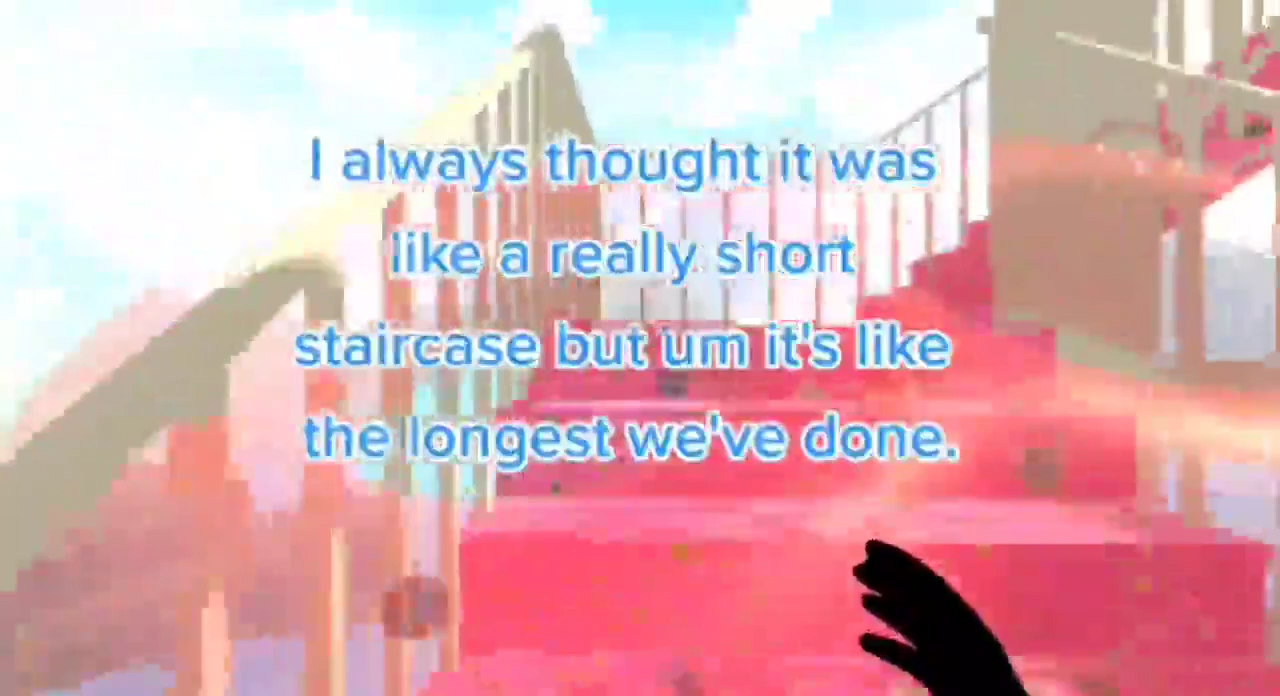 I always thought it was
like a really short
staircase but um it's like
the longest we've done.